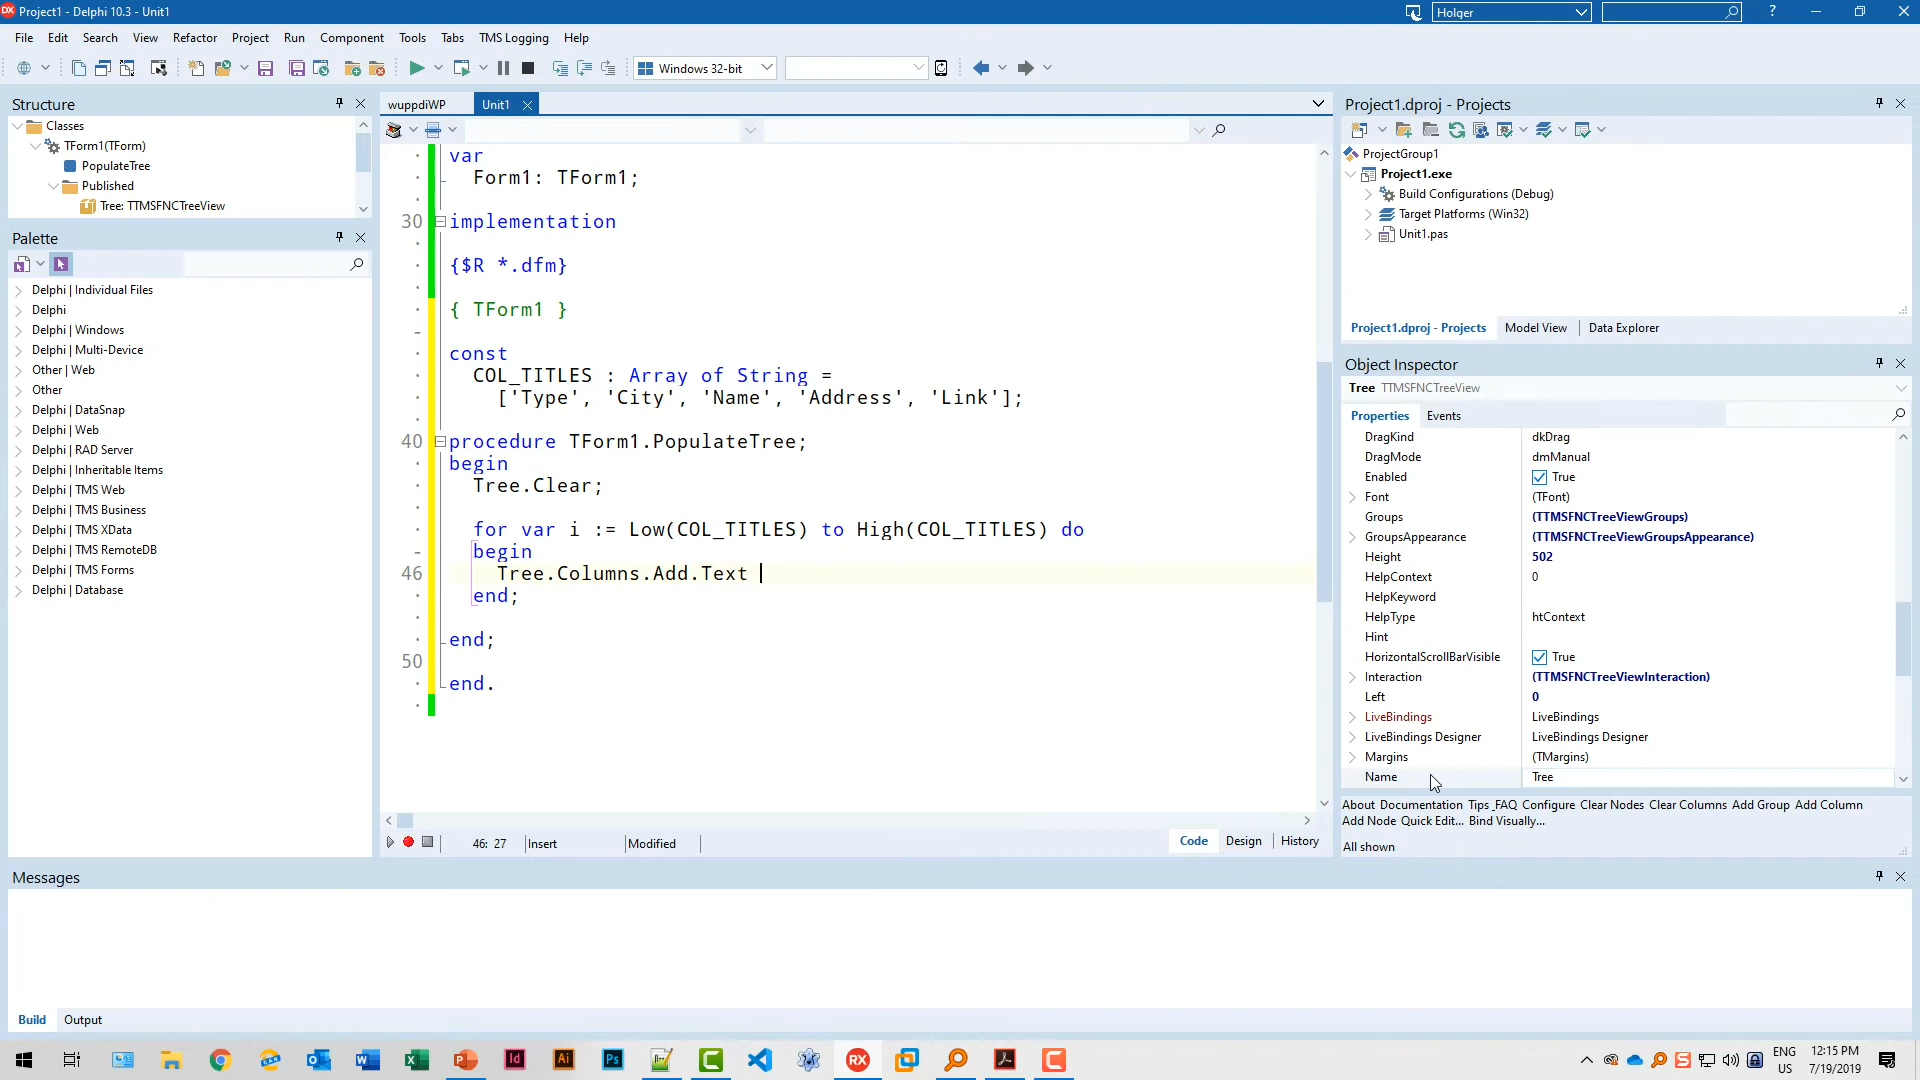 Project1 - Delphi 10.3 - Unit1
Holger
File Edit Search View Refactor Project Run Component Tools Tabs TMS Logging Help
Windows 32-bit
Structure
Classes
TForm1(TForm)
PopulateTree
Published
Tree: TTMSFNCTreeView
Palette
Delphi | Individual Files
Delphi
Delphi | Windows
Delphi | Multi-Device
Other | Web
Other
Delphi | DataSnap
Delphi | Web
Delphi | RAD Server
Delphi | Inheritable Items
Delphi | TMS Web
Delphi | TMS Business
Delphi | TMS XData
Delphi | TMS RemoteDB
Delphi | TMS Forms
Delphi | Database
wuppdiWP Unit1
var
Form1: TForm1;
30 implementation
{$R *.dfm}
{ TForm1 }
const
COL_TITLES : Array of String =
['Type', 'City', 'Name', 'Address', 'Link'];
40 procedure TForm1.PopulateTree;
begin
Tree.Clear;
for var i := Low(COL_TITLES) to High(COL_TITLES) do
begin
46 Tree.Columns.Add.Text
end;
end;
50
end.
46: 27 Insert Modified Code Design History
Project1.dproj - Projects
ProjectGroup1
Project1.exe
Build Configurations (Debug)
Target Platforms (Win32)
Unit1.pas
Project1.dproj - Projects Model View Data Explorer
Object Inspector
Tree TTMSFNCTreeView
Properties Events
DragKind dkDrag
DragMode dmManual
Enabled True
Font (TFont)
Groups (TTMSFNCTreeViewGroups)
GroupsAppearance (TTMSFNCTreeViewGroupsAppearance)
Height 502
HelpContext 0
HelpKeyword
HelpType htContext
Hint
HorizontalScrollBarVisible True
Interaction (TTMSFNCTreeViewInteraction)
Left 0
LiveBindings LiveBindings
LiveBindings Designer LiveBindings Designer
Margins (TMargins)
Name Tree
About Documentation Tips_FAQ Configure Clear Nodes Clear Columns Add Group Add Column
Add Node Quick Edit... Bind Visually...
All shown
Messages
Build Output
ENG
US
12:15 PM
7/19/2019